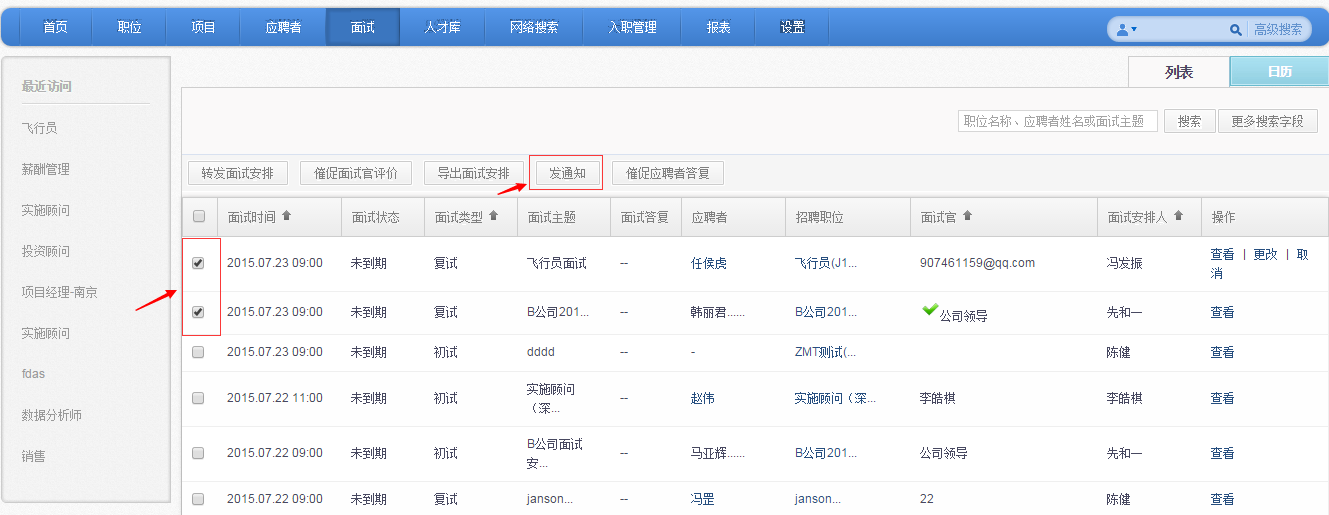 首页 职位 项目 应聘者 面试 人才库 网络搜索 入职管理 报表 设置 高级搜索
最近访问
飞行员
薪酬管理
实施顾问
投资顾问
项目经理-南京
实施顾问
fdas
数据分析师
销售
列表 日历
职位名称、应聘者姓名或面试主题 搜索 更多搜索字段
转发面试安排 催促面试官评价 导出面试安排 发通知 催促应聘者答复
面试时间 面试状态 面试类型 面试主题 面试答复 应聘者 招聘职位 面试官 面试安排人 操作
2015.07.23 09:00 未到期 复试 飞行员面试 -- 任侯虎 飞行员(J1... 907461159@qq.com 冯发振 查看 | 更改 | 取
消
2015.07.23 09:00 未到期 复试 B公司201... -- 韩丽君...... B公司201... 公司领导 先和一 查看
2015.07.23 09:00 未到期 初试 dddd -- - ZMT测试(... 陈健 查看
2015.07.22 11:00 未到期 初试 实施顾问
（深... -- 赵伟 实施顾问（深... 李皓棋 李皓棋 查看
2015.07.22 09:00 未到期 初试 B公司面试
安... -- 马亚辉...... B公司201... 公司领导 先和一 查看
2015.07.22 09:00 未到期 复试 janson... -- 冯罡 janson... 22 陈健 查看